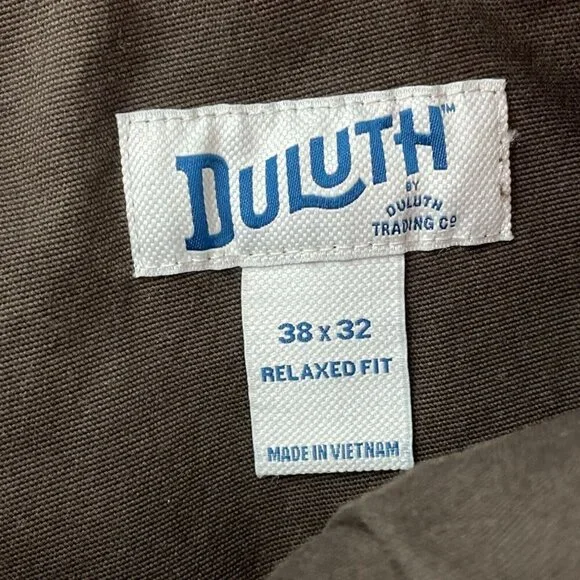 DULUTH™
BY
DULUTH
TRADING Co
38 x 32
RELAXED FIT
MADE IN VIETNAM